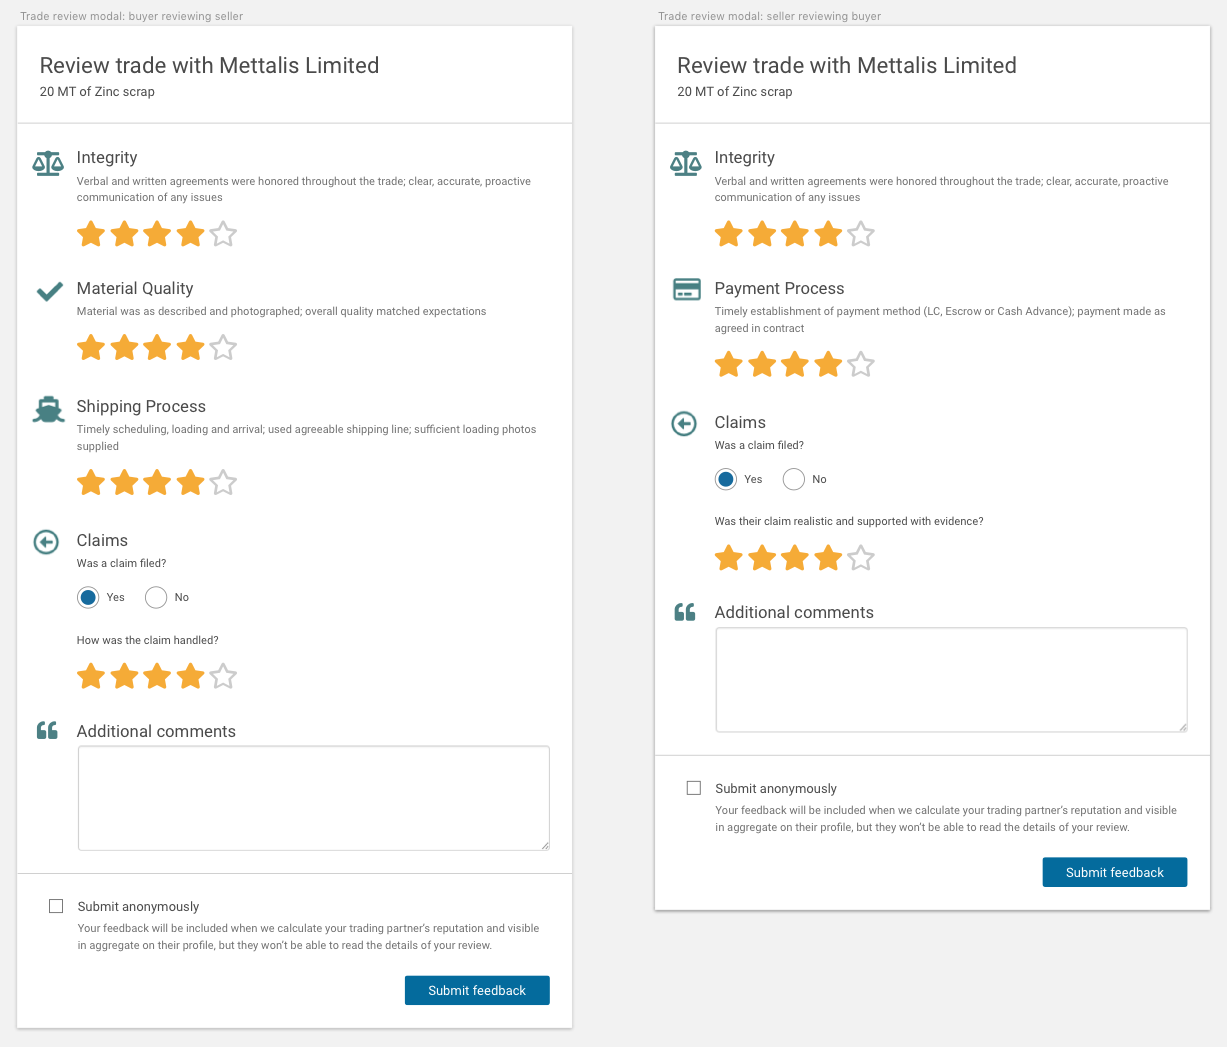 Trade review modal: buyer reviewing seller
Review trade with Mettalis Limited
20 MT of Zinc scrap
Integrity
Verbal and written agreements were honored throughout the trade; clear, accurate, proactive
communication of any issues
Material Quality
Material was as described and photographed; overall quality matched expectations
Shipping Process
Timely scheduling, loading and arrival; used agreeable shipping line; sufficient loading photos
supplied
Claims
Was a claim filed?
Yes No
How was the claim handled?
Additional comments
Submit anonymously
Your feedback will be included when we calculate your trading partner's reputation and visible
in aggregate on their profile, but they won't be able to read the details of your review.
Submit feedback
Trade review modal: seller reviewing buyer
Review trade with Mettalis Limited
20 MT of Zinc scrap
Integrity
Verbal and written agreements were honored throughout the trade; clear, accurate, proactive
communication of any issues
Payment Process
Timely establishment of payment method (LC, Escrow or Cash Advance); payment made as
agreed in contract
Claims
Was a claim filed?
Yes No
Was their claim realistic and supported with evidence?
Additional comments
Submit anonymously
Your feedback will be included when we calculate your trading partner's reputation and visible
in aggregate on their profile, but they won't be able to read the details of your review.
Submit feedback